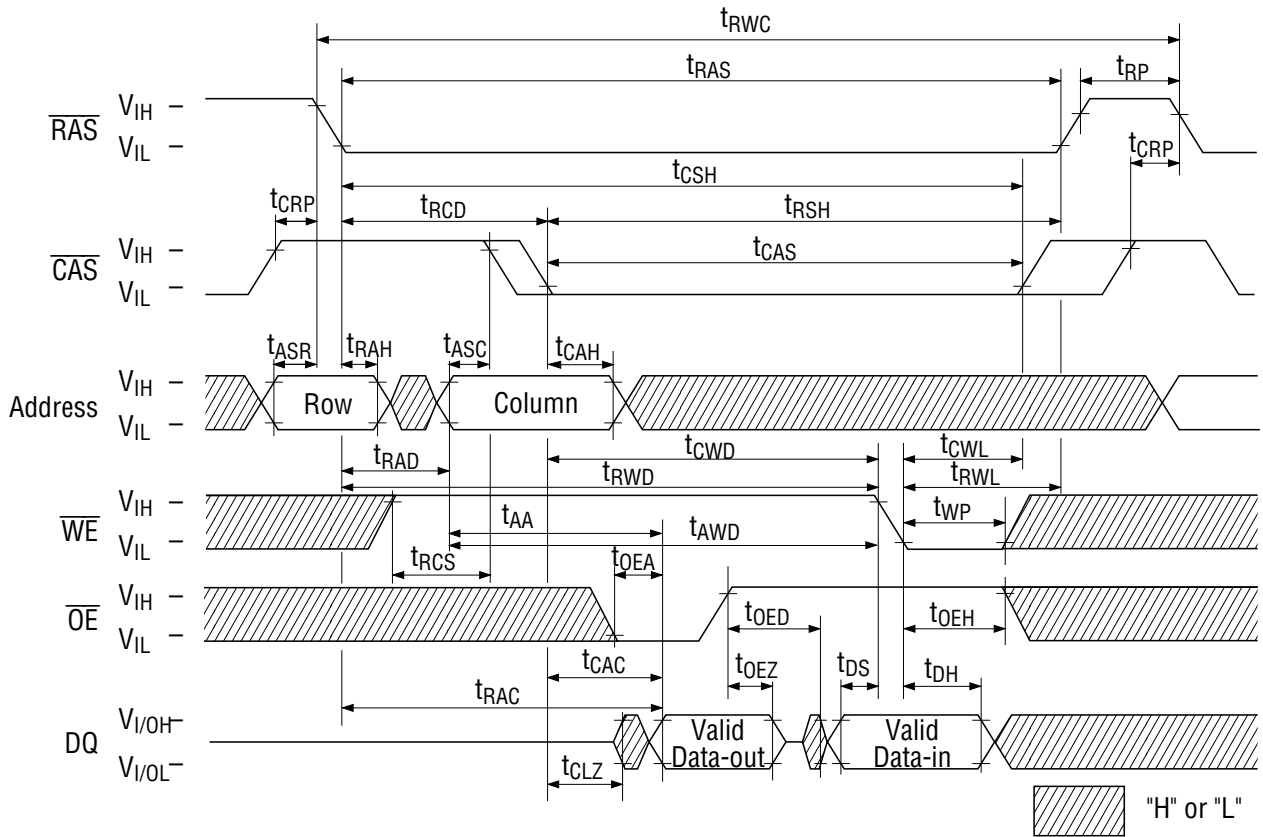 tRWC
tRAS
tRP
RAS
VIH
VIL
tCRP
tCSH
tCRP
tRCD
tRSH
CAS
VIH
VIL
tCAS
tASR
tRAH
tASC
tCAH
Address
VIH
VIL
Row
Column
tRAD
tCWD
tCWL
tRWD
tRWL
WE
VIH
VIL
tAA
tWP
tAWD
tRCS
tOEA
OE
VIH
VIL
tOED
tOEH
tCAC
tOEZ
tDS
tDH
tRAC
DQ
VI/OH
VI/OL
Valid
Data-out
Valid
Data-in
tCLZ
"H" or "L"